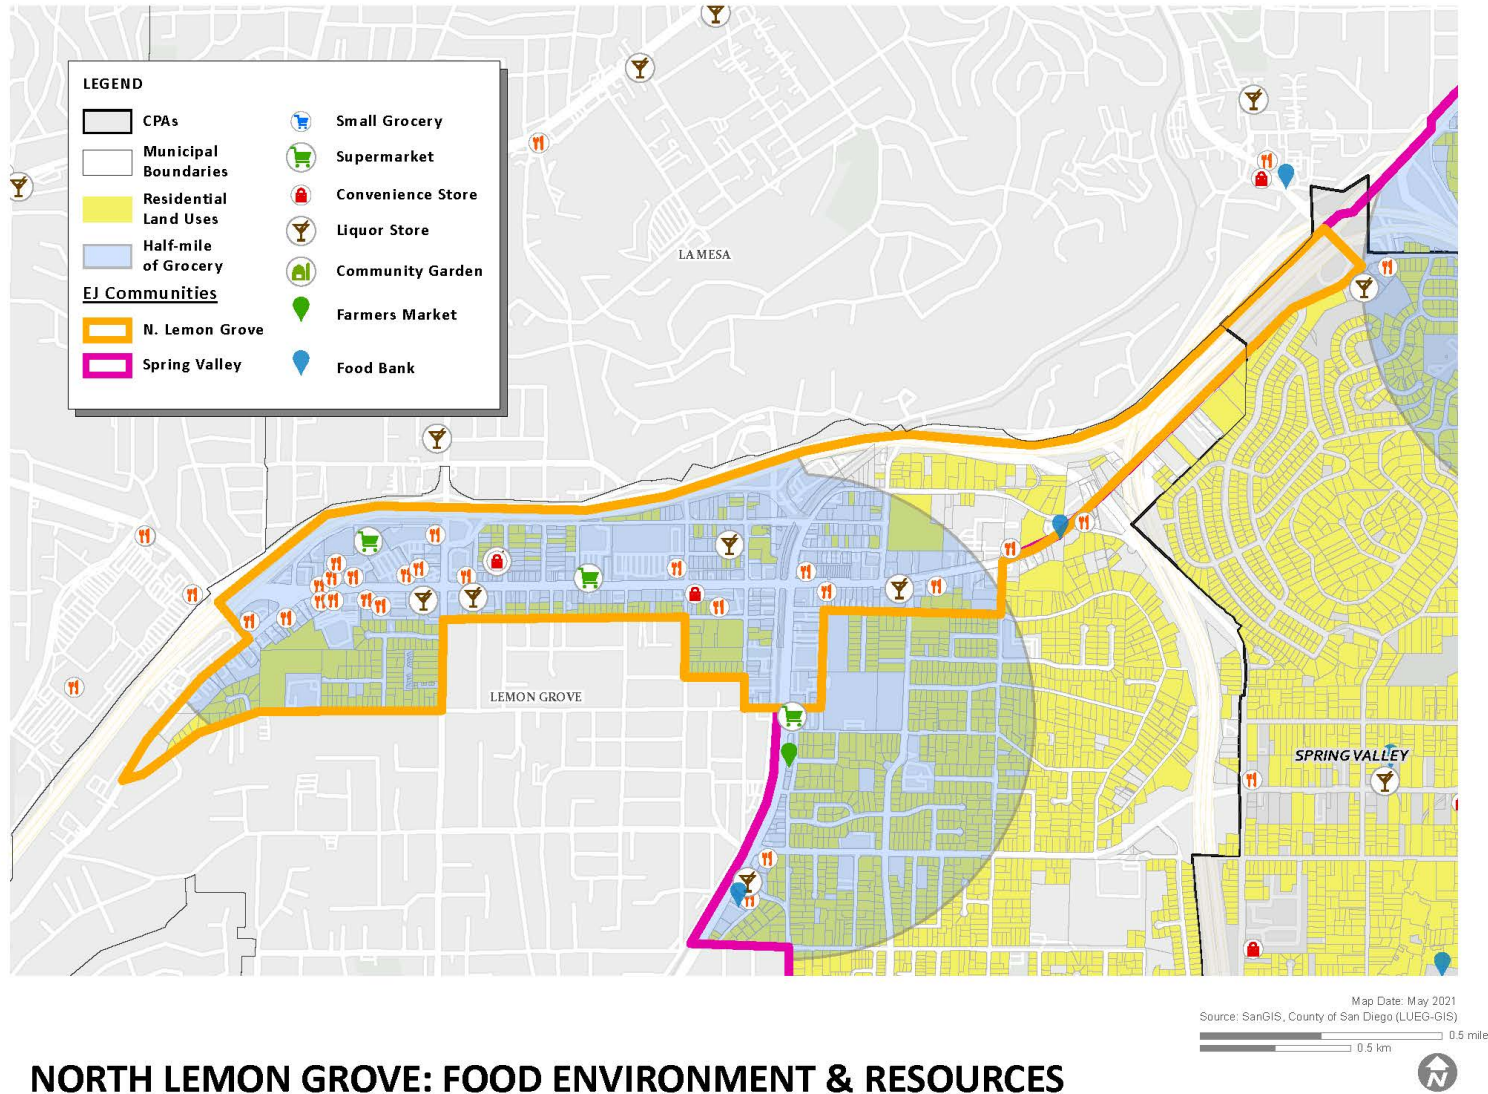 LEGEND
CPAs
Municipal
Boundaries
Residential
Land Uses
Half-mile
of Grocery
EJ Communities
N. Lemon Grove
Spring Valley
Small Grocery
Supermarket
Convenience Store
Liquor Store
Community Garden
Farmers Market
Food Bank
LA MESA
LEMON GROVE
SPRING VALLEY
Map Date: May 2021
Source: SanGIS, County of San Diego (LUEG-GIS)
0.5 mile
0.5 km
N
NORTH LEMON GROVE: FOOD ENVIRONMENT & RESOURCES